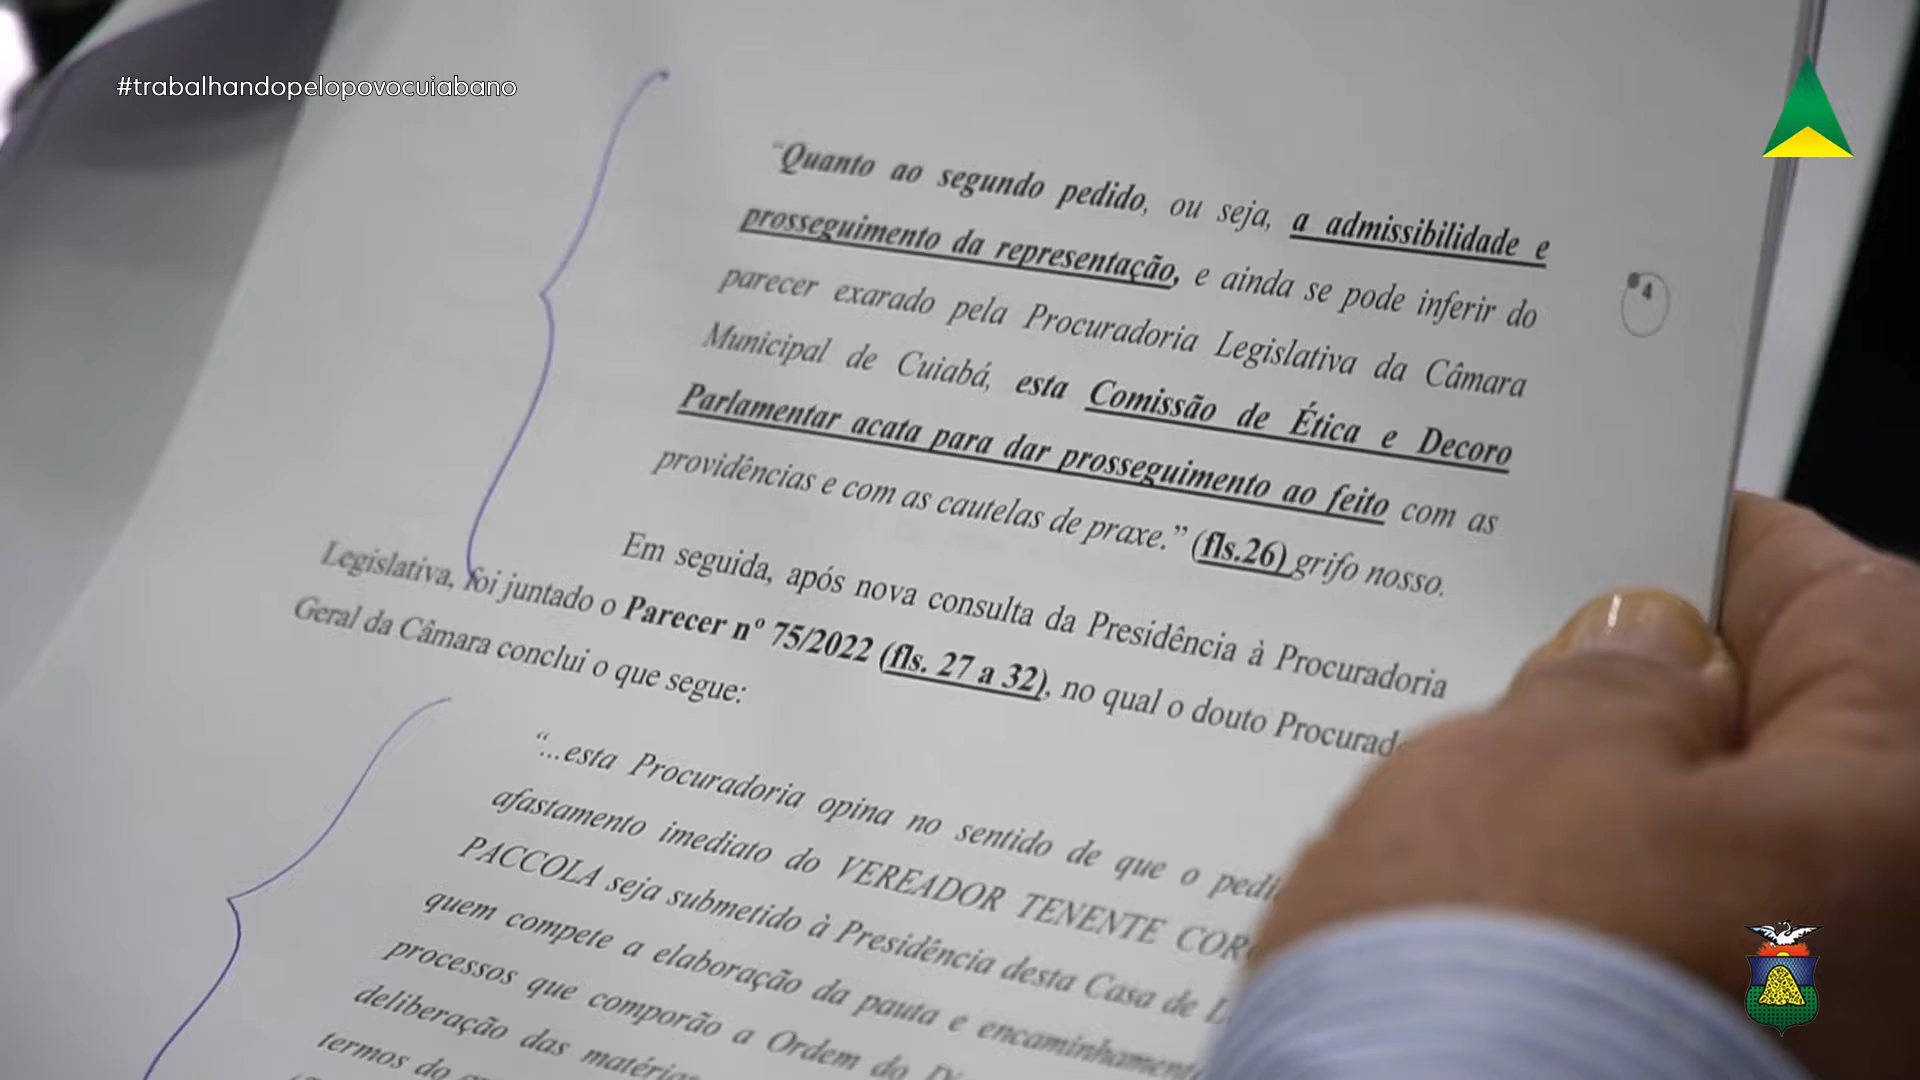 #trabalhandopelopovocuiabano
"Quanto ao segundo pedido, ou seja, a admissibilidade e
prosseguimento da representação, e ainda se pode inferir do
parecer exarado pela Procuradoria Legislativa da Câmara
Municipal de Cuiabá, esta Comissão de Ética e Decoro
Parlamentar acata para dar prosseguimento ao feito com as
providências e com as cautelas de praxe." (fls.26) grifo nosso.
4
Em seguida, após nova consulta da Presidência à Procuradoria
Legislativa, foi juntado o Parecer nº 75/2022 (fls. 27 a 32), no qual o douto
Geral da Câmara conclui o que segue:
"...esta Procuradoria opina no sentido de que o
afastamento imediato do VEREADOR TENENTE
PACCOLA seja submetido à Presidência desta Casa de
quem compete a elaboração da pauta e
processos que comporão a Ordem do
deliberação das
termos do